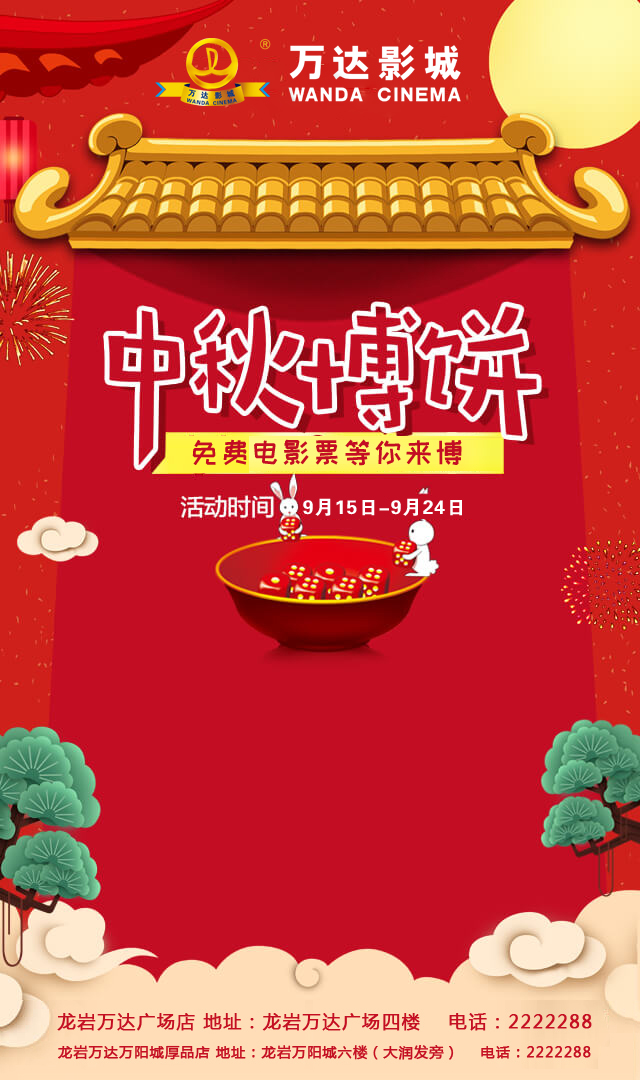 万达影城
WANDA CINEMA
®
万达影城
WANDA CINEMA
中秋博饼
免费电影票等你来博
活动时间 9月15日-9月24日
龙岩万达广场店 地址：龙岩万达广场四楼 电话：2222288
龙岩万达万阳城厚品店 地址：龙岩万阳城六楼（大润发旁） 电话：2222288